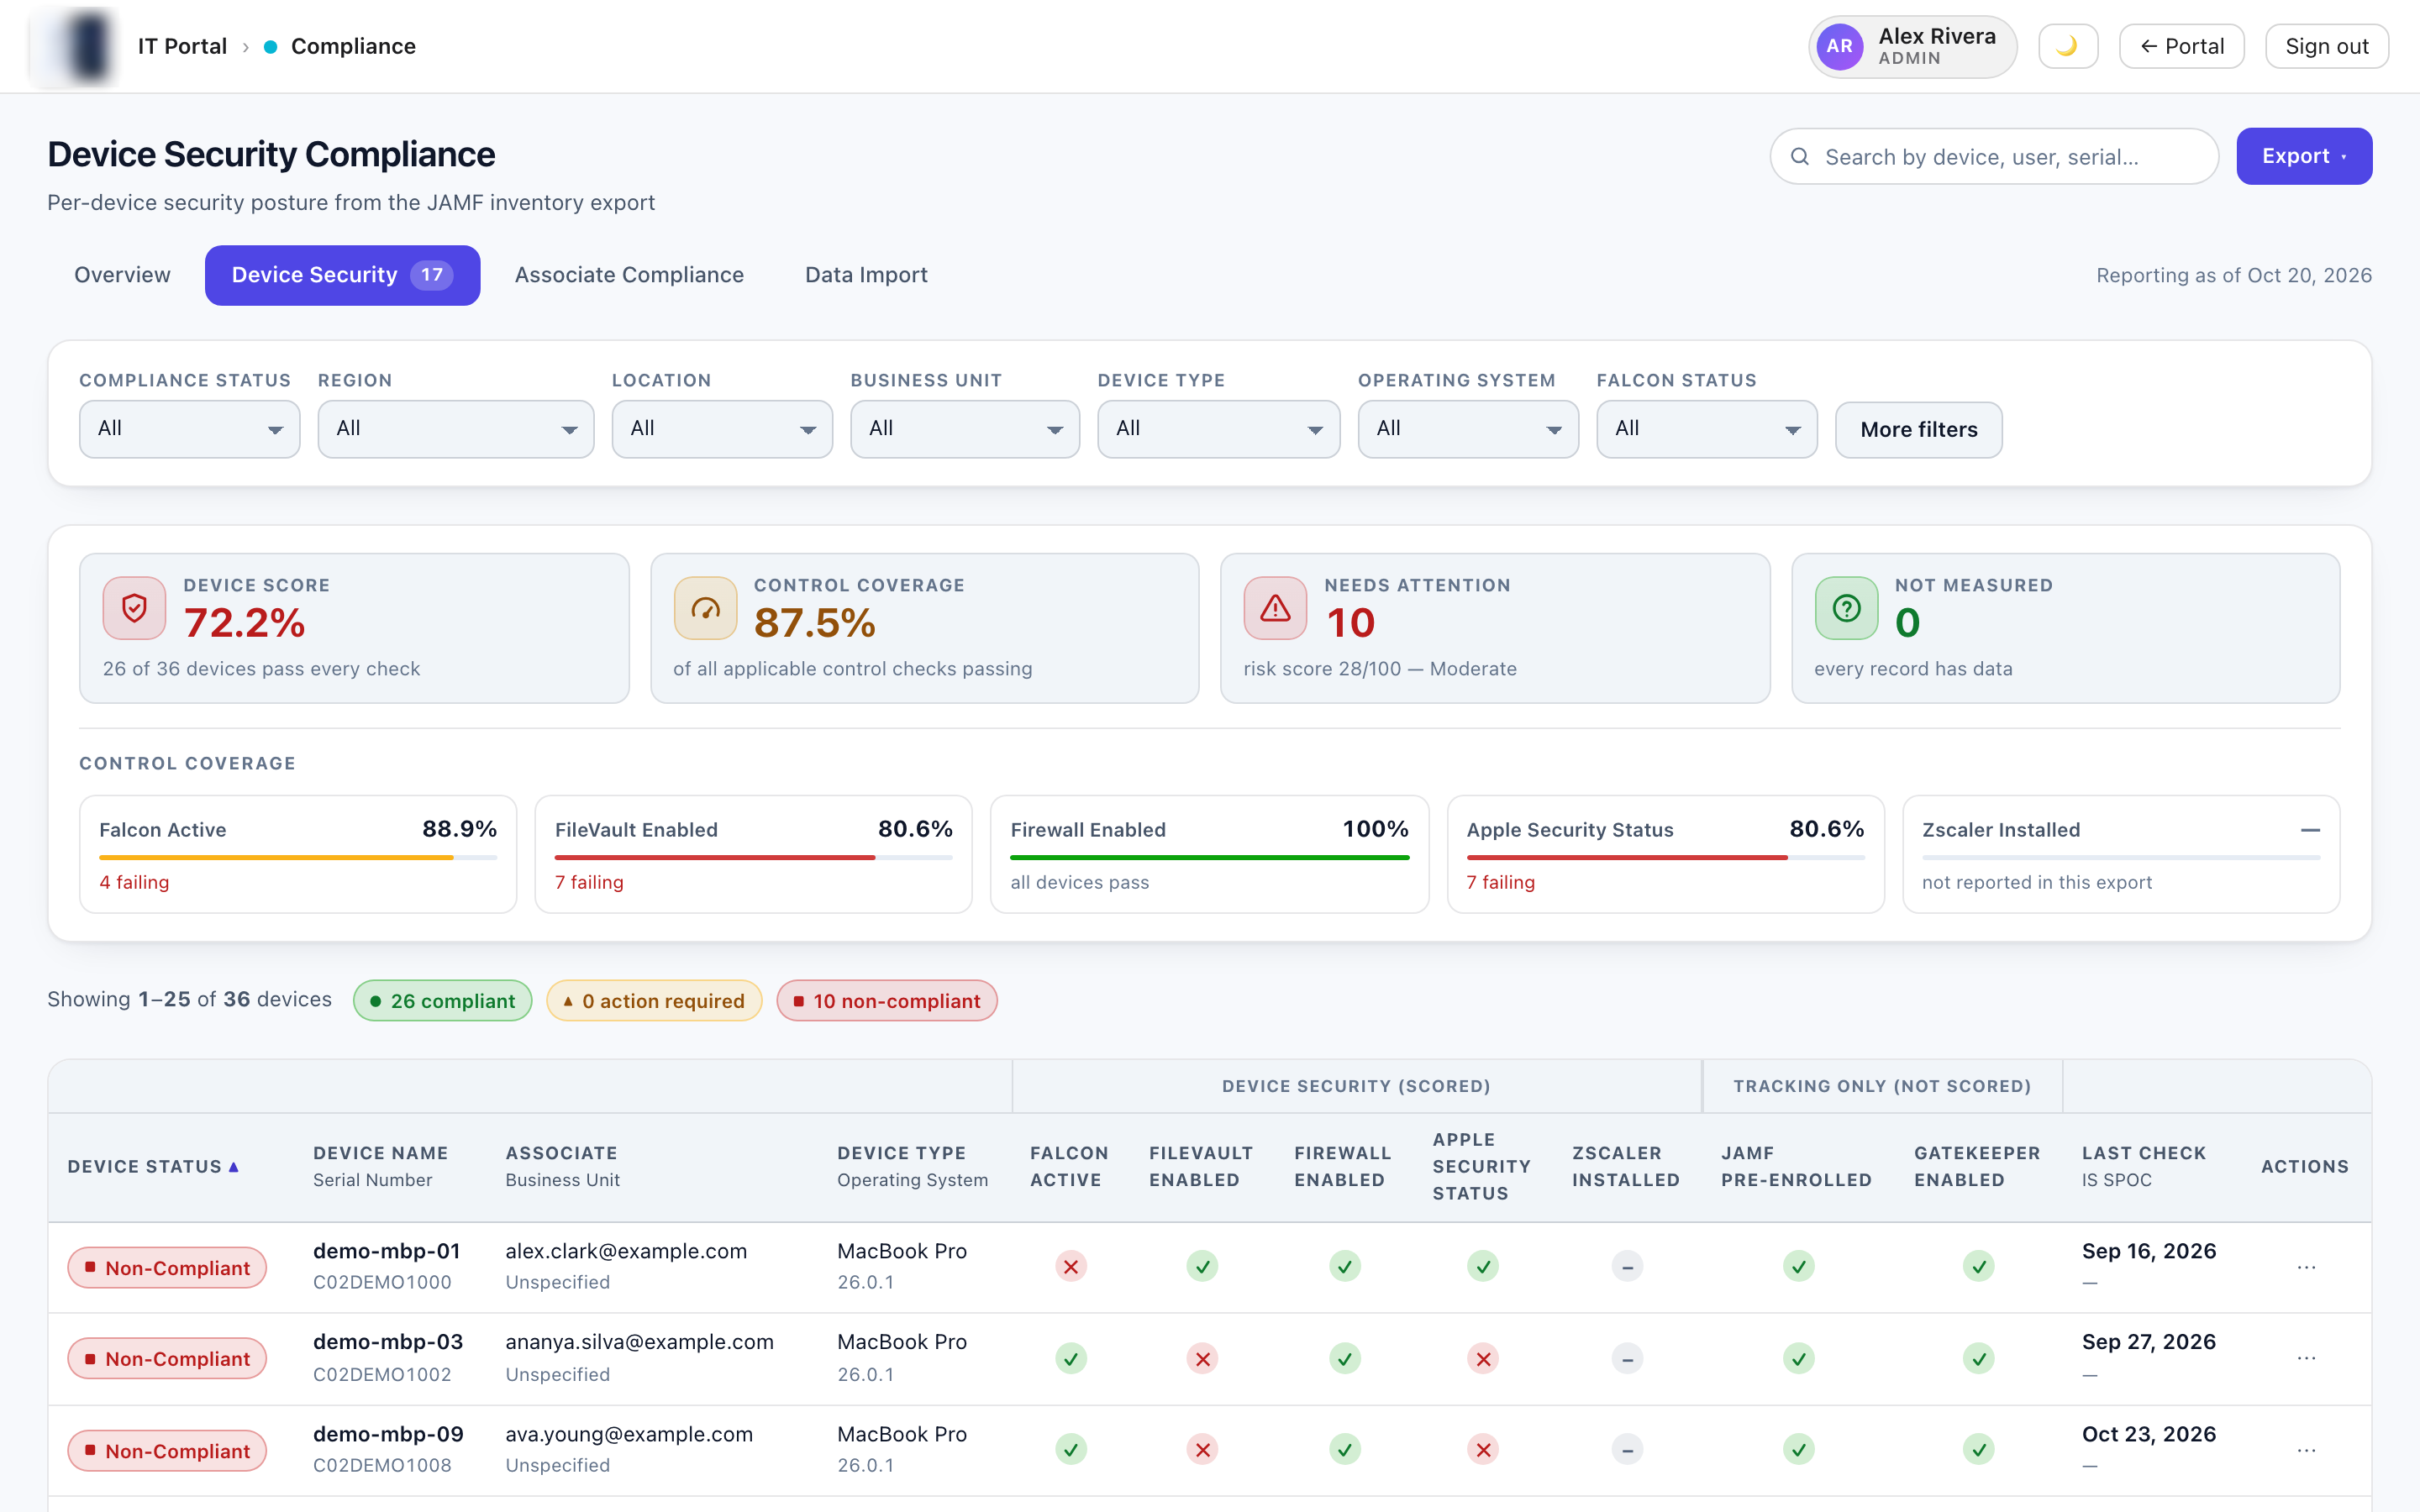 IT Portal › Compliance
AR Alex Rivera
ADMIN
← Portal
Sign out
Device Security Compliance
Per-device security posture from the JAMF inventory export
Search by device, user, serial...
Export
Overview
Device Security 17
Associate Compliance
Data Import
Reporting as of Oct 20, 2026
COMPLIANCE STATUS REGION LOCATION BUSINESS UNIT DEVICE TYPE OPERATING SYSTEM FALCON STATUS
All All All All All All All More filters
DEVICE SCORE
72.2%
26 of 36 devices pass every check
CONTROL COVERAGE
87.5%
of all applicable control checks passing
NEEDS ATTENTION
10
risk score 28/100 — Moderate
NOT MEASURED
0
every record has data
CONTROL COVERAGE
Falcon Active 88.9%
4 failing
FileVault Enabled 80.6%
7 failing
Firewall Enabled 100%
all devices pass
Apple Security Status 80.6%
7 failing
Zscaler Installed —
not reported in this export
Showing 1–25 of 36 devices
26 compliant
0 action required
10 non-compliant
DEVICE SECURITY (SCORED) TRACKING ONLY (NOT SCORED)
DEVICE STATUS ▲
DEVICE NAME
Serial Number
ASSOCIATE
Business Unit
DEVICE TYPE
Operating System
FALCON
ACTIVE
FILEVAULT
ENABLED
FIREWALL
ENABLED
APPLE
SECURITY
STATUS
ZSCALER
INSTALLED
JAMF
PRE-ENROLLED
GATEKEEPER
ENABLED
LAST CHECK
IS SPOC
ACTIONS
Non-Compliant demo-mbp-01 alex.clark@example.com MacBook Pro – Sep 16, 2026 ...
C02DEMO1000 Unspecified 26.0.1 —
Non-Compliant demo-mbp-03 ananya.silva@example.com MacBook Pro – Sep 27, 2026 ...
C02DEMO1002 Unspecified 26.0.1 —
Non-Compliant demo-mbp-09 ava.young@example.com MacBook Pro – Oct 23, 2026 ...
C02DEMO1008 Unspecified 26.0.1 —